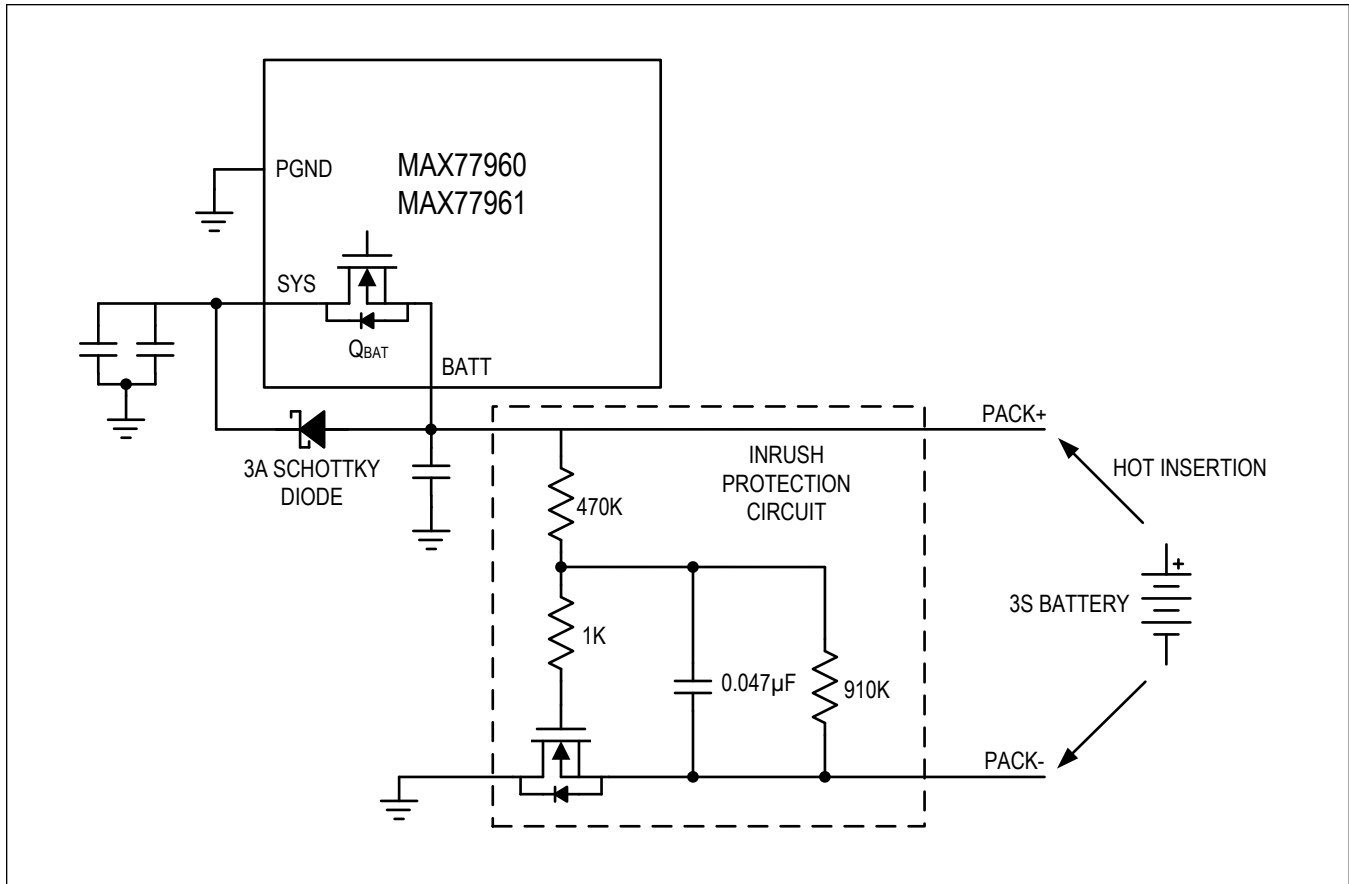 MAX77960
MAX77961
PGND
SYS
QBAT
BATT
3A SCHOTTKY
DIODE
INRUSH
PROTECTION
CIRCUIT
470K
1K
0.047µF
910K
PACK+
HOT INSERTION
+
3S BATTERY
PACK-